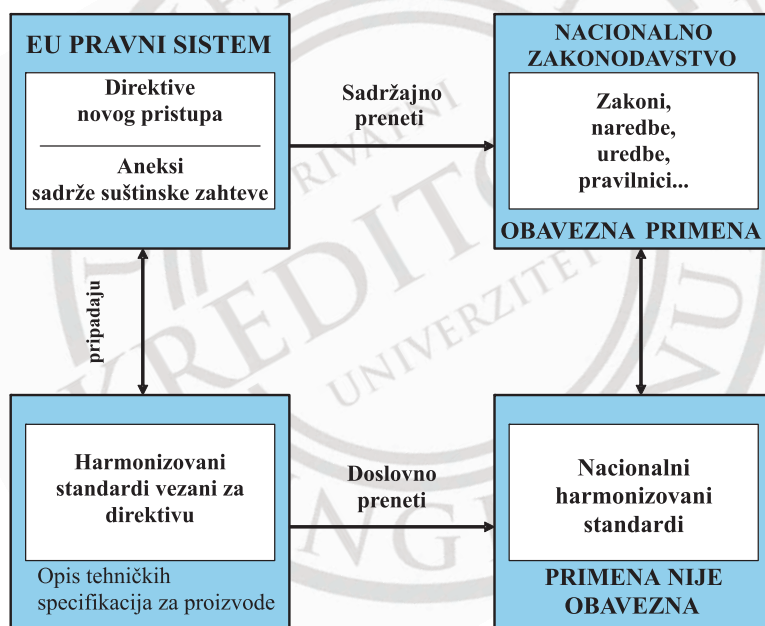 EU PRAVNI SISTEM
Direktive
novog pristupa
Aneksi
sadrže suštinske zahteve
Sadržajno
preneti
NACIONALNO
ZAKONODAVSTVO
Zakoni,
naredbe,
uredbe,
pravilnici...
OBAVEZNA PRIMENA
pripadaju
Harmonizovani
standardi vezani za
direktivu
Opis tehničkih
specifikacija za proizvode
Doslovno
preneti
Nacionalni
harmonizovani
standardi
PRIMENA NIJE
OBAVEZNA
UNIVERZITET